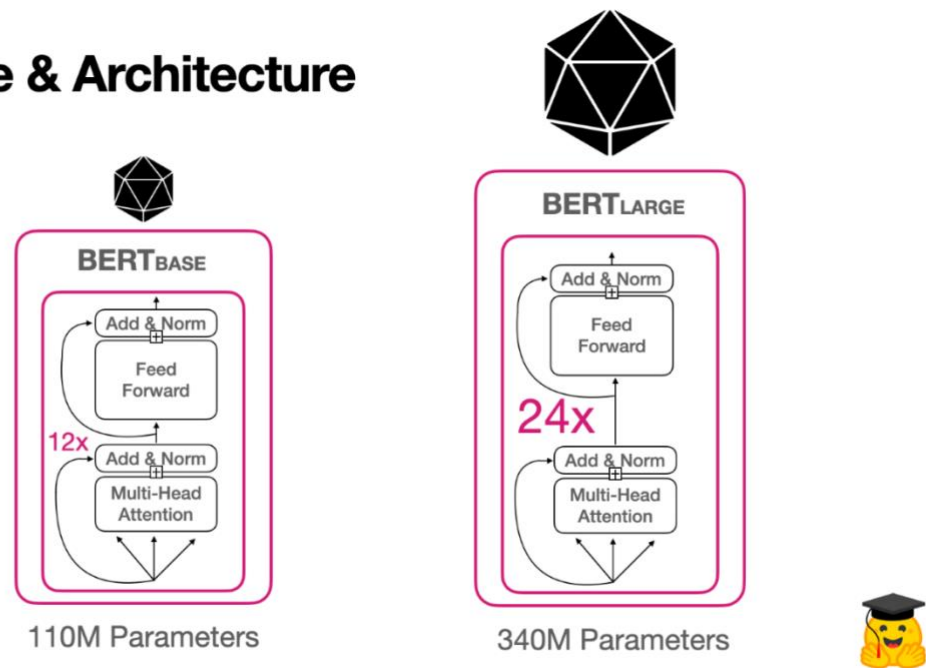 e & Architecture
BERTBASE
Add & Norm
Feed
Forward
12x
Add & Norm
Multi-Head
Attention
110M Parameters
BERTLARGE
Add & Norm
Feed
Forward
24x
Add & Norm
Multi-Head
Attention
340M Parameters